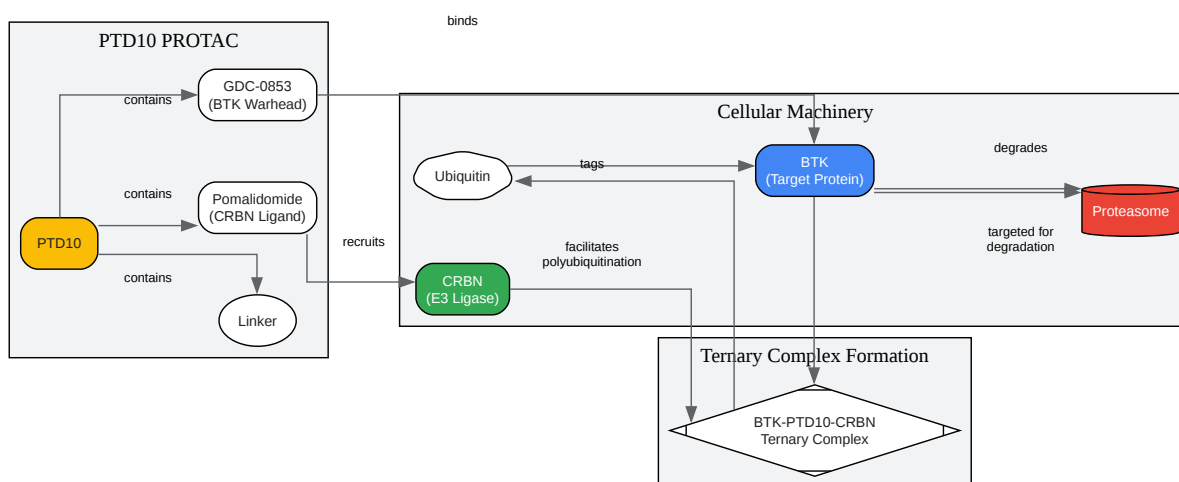 binds
PTD10 PROTAC
GDC-0853
(BTK Warhead)
contains
Cellular Machinery
Ubiquitin
tags
BTK
(Target Protein)
degrades
Proteasome
contains
Pomalidomide
(CRBN Ligand)
PTD10
recruits
facilitates
polyubiquitination
targeted for
degradation
contains
CRBN
(E3 Ligase)
Linker
Ternary Complex Formation
BTK-PTD10-CRBN
Ternary Complex